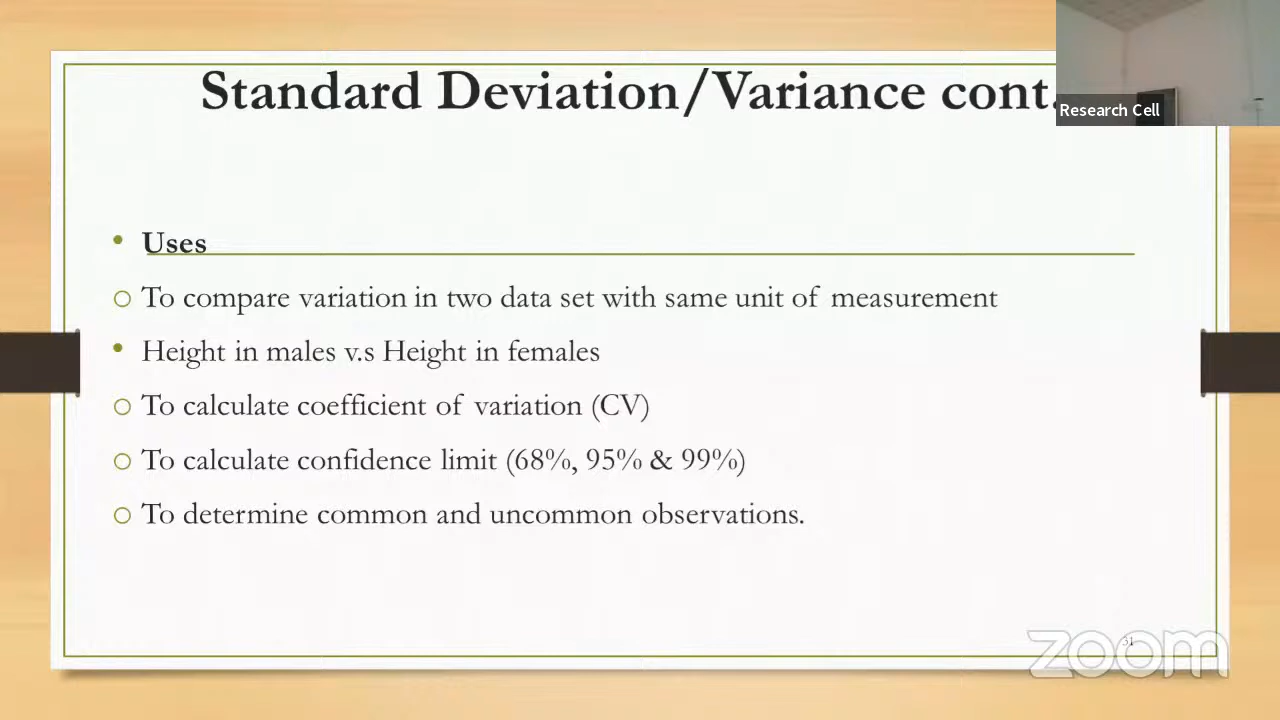 Standard Deviation/Variance cont.
Research Cell
• Uses
o To compare variation in two data set with same unit of measurement
• Height in males v.s Height in females
o To calculate coefficient of variation (CV)
o To calculate confidence limit (68%, 95% & 99%)
o To determine common and uncommon observations.
31
zoom